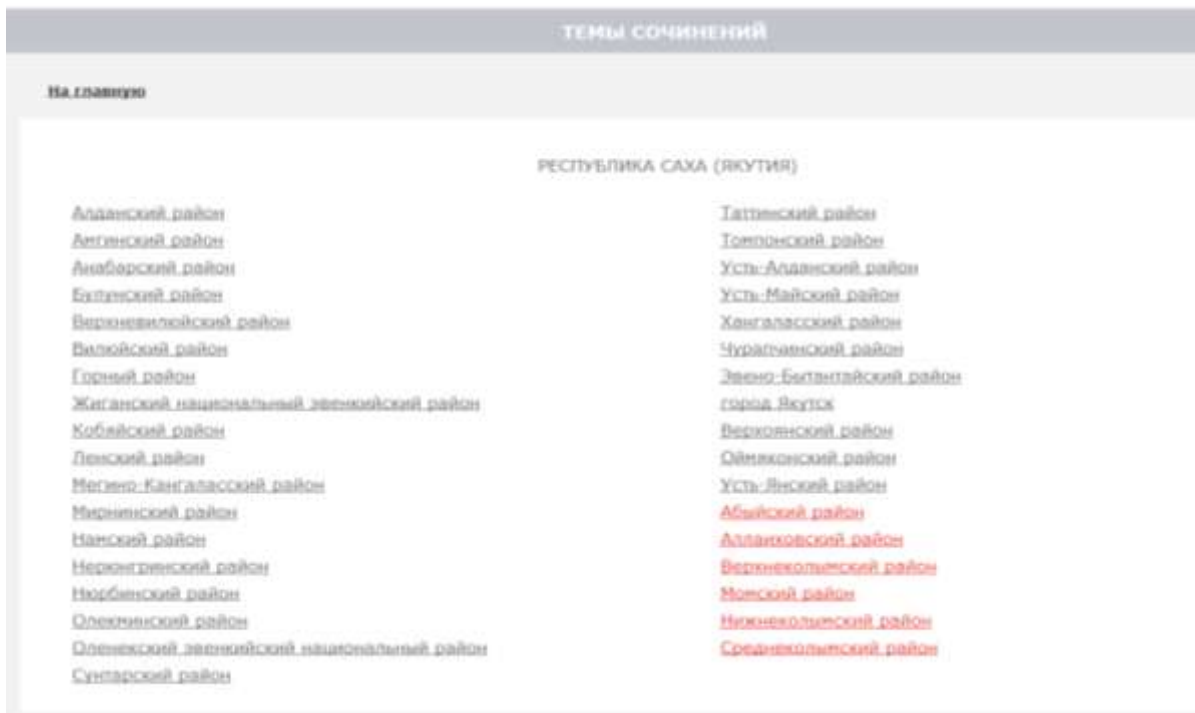 ТЕМЫ СОЧИНЕНИЙ
На главную
РЕСПУБЛИКА САХА (ЯКУТИЯ)
Алданский район
Амгинский район
Анабарский район
Булунский район
Верхневилюйский район
Вилюйский район
Горный район
Жиганский национальный эвенкийский район
Кобяйский район
Ленский район
Мегино-Кангаласский район
Мирнинский район
Намский район
Нерюнгринский район
Нюрбинский район
Олекминский район
Оленекский эвенкийский национальный район
Сунтарский район
Таттинский район
Томпонский район
Усть-Алданский район
Усть-Майский район
Хангаласский район
Чурапчинский район
Эвено-Бытантайский район
город Якутск
Верхоянский район
Оймяконский район
Усть-Янский район
Абыйский район
Аллаиховский район
Верхнеколымский район
Момский район
Нижнеколымский район
Среднеколымский район